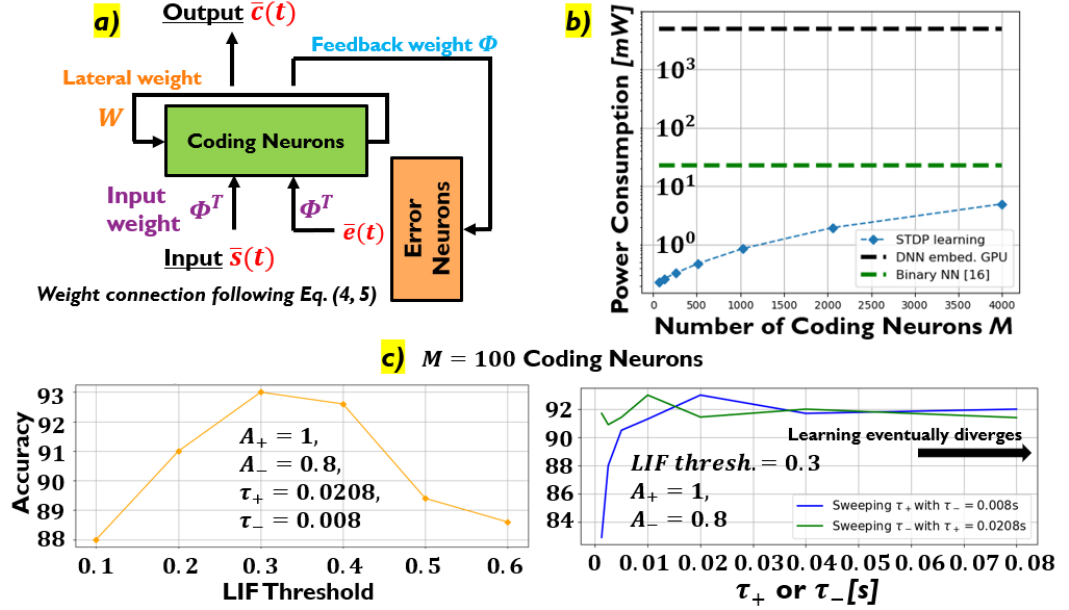 a)
Output c̄(t)
Feedback weight Φ
Lateral weight
W
Coding Neurons
Input weight
Φ^T
Φ^T
Error Neurons
ē(t)
Input s̄(t)
Weight connection following Eq. (4, 5)
b)
Power Consumption [mW]
10^3
10^2
10^1
10^0
STDP learning
DNN embed. GPU
Binary NN [16]
0 500 1000 1500 2000 2500 3000 3500 4000
Number of Coding Neurons M
c) M = 100 Coding Neurons
Accuracy
93
92
91
90
89
88
A₊ = 1,
A₋ = 0.8,
τ₊ = 0.0208,
τ₋ = 0.008
0.1 0.2 0.3 0.4 0.5 0.6
LIF Threshold
92
90
88
86
84
Learning eventually diverges
LIF thresh. = 0.3
A₊ = 1,
A₋ = 0.8
Sweeping τ₊ with τ₋ = 0.008s
Sweeping τ₋ with τ₊ = 0.0208s
0 0.01 0.02 0.03 0.04 0.05 0.06 0.07 0.08
τ₊ or τ₋[s]